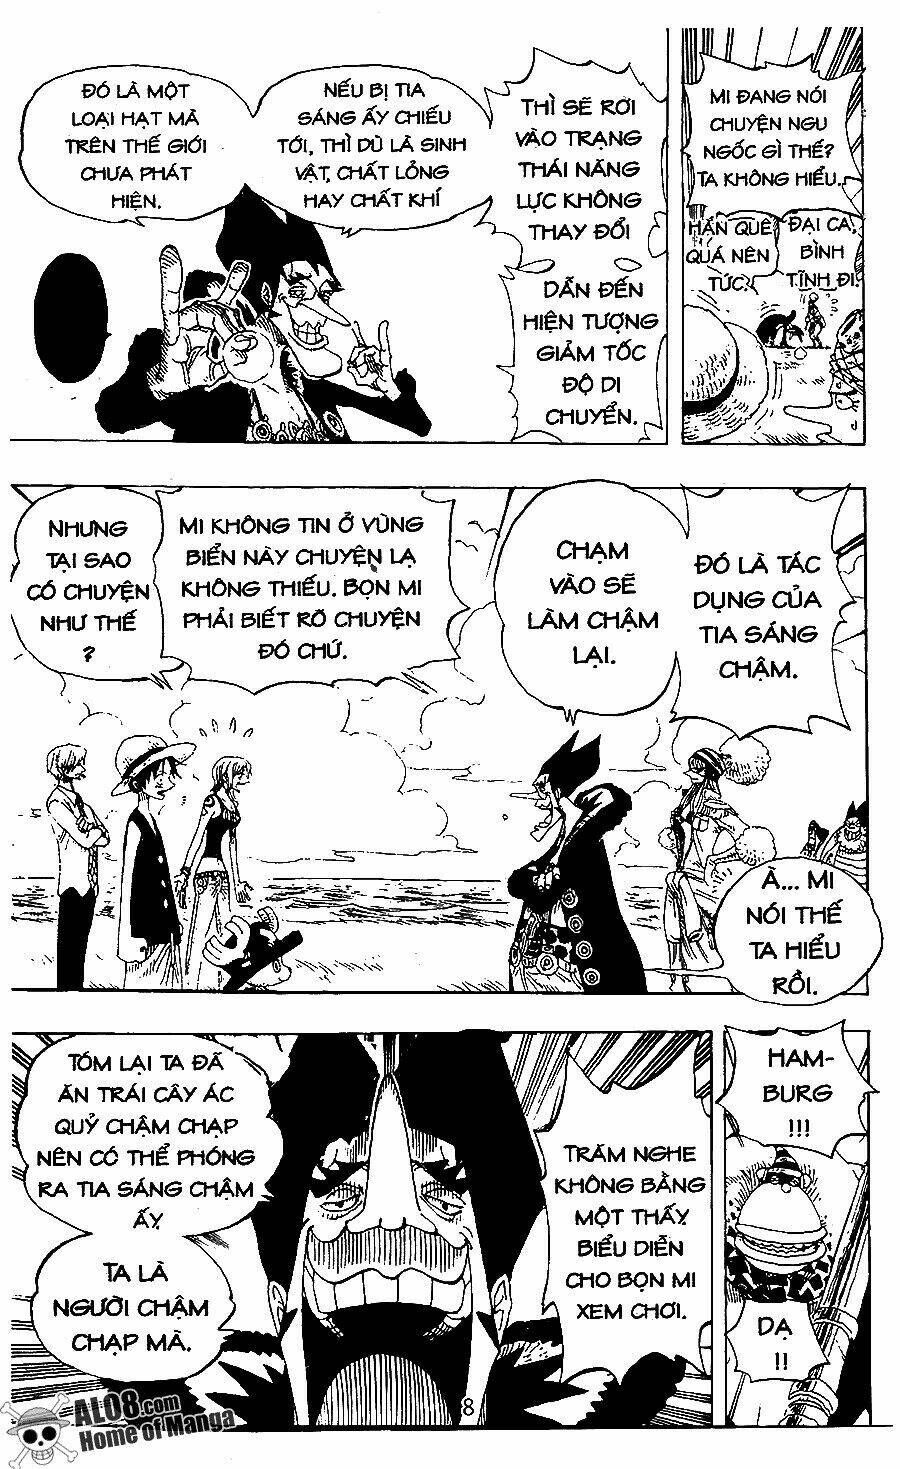 ĐÓ LÀ MỘT
LOẠI HẠT MÀ
TRÊN THẾ GIỚI
CHƯA PHÁT
HIỆN.
NẾU BỊ TIA
SÁNG ẤY CHIẾU
TỚI, THÌ DÙ LÀ SINH
VẬT, CHẤT LỎNG
HAY CHẤT KHÍ
THÌ SẼ RƠI
VÀO TRẠNG
THÁI NĂNG
LỰC KHÔNG
THAY ĐỔI
DẪN ĐẾN
HIỆN TƯỢNG
GIẢM TỐC
ĐỘ DI
CHUYỂN.
MI ĐANG NÓI
CHUYỆN NGU
NGỐC GÌ THẾ?
TA KHÔNG HIỂU.
HẮN QUÊ
QUÁ NÊN
TỨC.
ĐẠI CA,
BÌNH
TĨNH ĐI.
NHƯNG
TẠI SAO
CÓ CHUYỆN
NHƯ THẾ
?
MI KHÔNG TIN Ở VÙNG
BIỂN NÀY CHUYỆN LẠ
KHÔNG THIẾU. BỌN MI
PHẢI BIẾT RÕ CHUYỆN
ĐÓ CHỨ.
CHẠM
VÀO SẼ
LÀM CHẬM
LẠI.
ĐÓ LÀ TÁC
DỤNG CỦA
TIA SÁNG
CHẬM.
À... MI
NÓI THẾ
TA HIỂU
RỒI.
TÓM LẠI TA ĐÃ
ĂN TRÁI CÂY ÁC
QUỶ CHẬM CHẠP
NÊN CÓ THỂ PHÓNG
RA TIA SÁNG CHẬM
ẤY.
TA LÀ
NGƯỜI CHẬM
CHẠP MÀ.
TRĂM NGHE
KHÔNG BẰNG
MỘT THẤY.
BIỂU DIỄN
CHO BỌN MI
XEM CHƠI.
HAM-
BURG
!!!
DẠ
!!
8
ALO8.com
Home of Manga